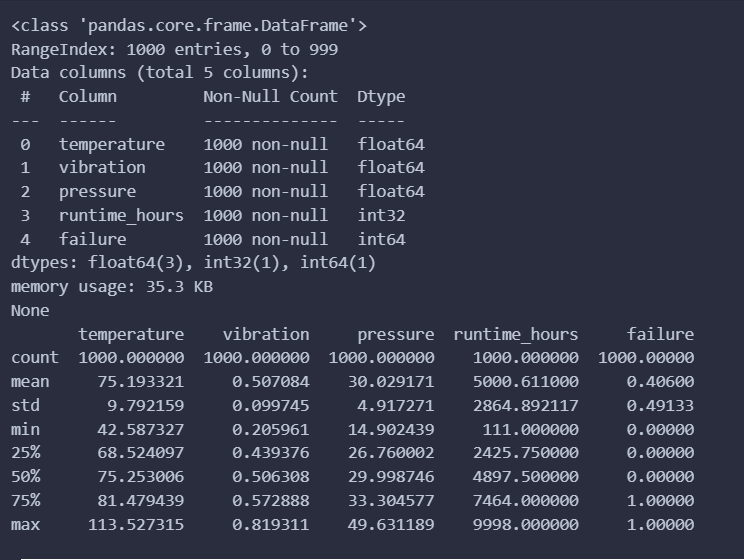 <class 'pandas.core.frame.DataFrame'>
RangeIndex: 1000 entries, 0 to 999
Data columns (total 5 columns):
 #   Column         Non-Null Count  Dtype
---  ------         --------------  -----
 0   temperature    1000 non-null   float64
 1   vibration      1000 non-null   float64
 2   pressure       1000 non-null   float64
 3   runtime_hours  1000 non-null   int32
 4   failure        1000 non-null   int64
dtypes: float64(3), int32(1), int64(1)
memory usage: 35.3 KB
None
       temperature    vibration     pressure  runtime_hours     failure
count  1000.000000  1000.000000  1000.000000    1000.000000  1000.00000
mean     75.193321     0.507084    30.029171    5000.611000     0.40600
std       9.792159     0.099745     4.917271    2864.892117     0.49133
min      42.587327     0.205961    14.902439     111.000000     0.00000
25%      68.524097     0.439376    26.760002    2425.750000     0.00000
50%      75.253006     0.506308    29.998746    4897.500000     0.00000
75%      81.479439     0.572888    33.304577    7464.000000     1.00000
max     113.527315     0.819311    49.631189    9998.000000     1.00000